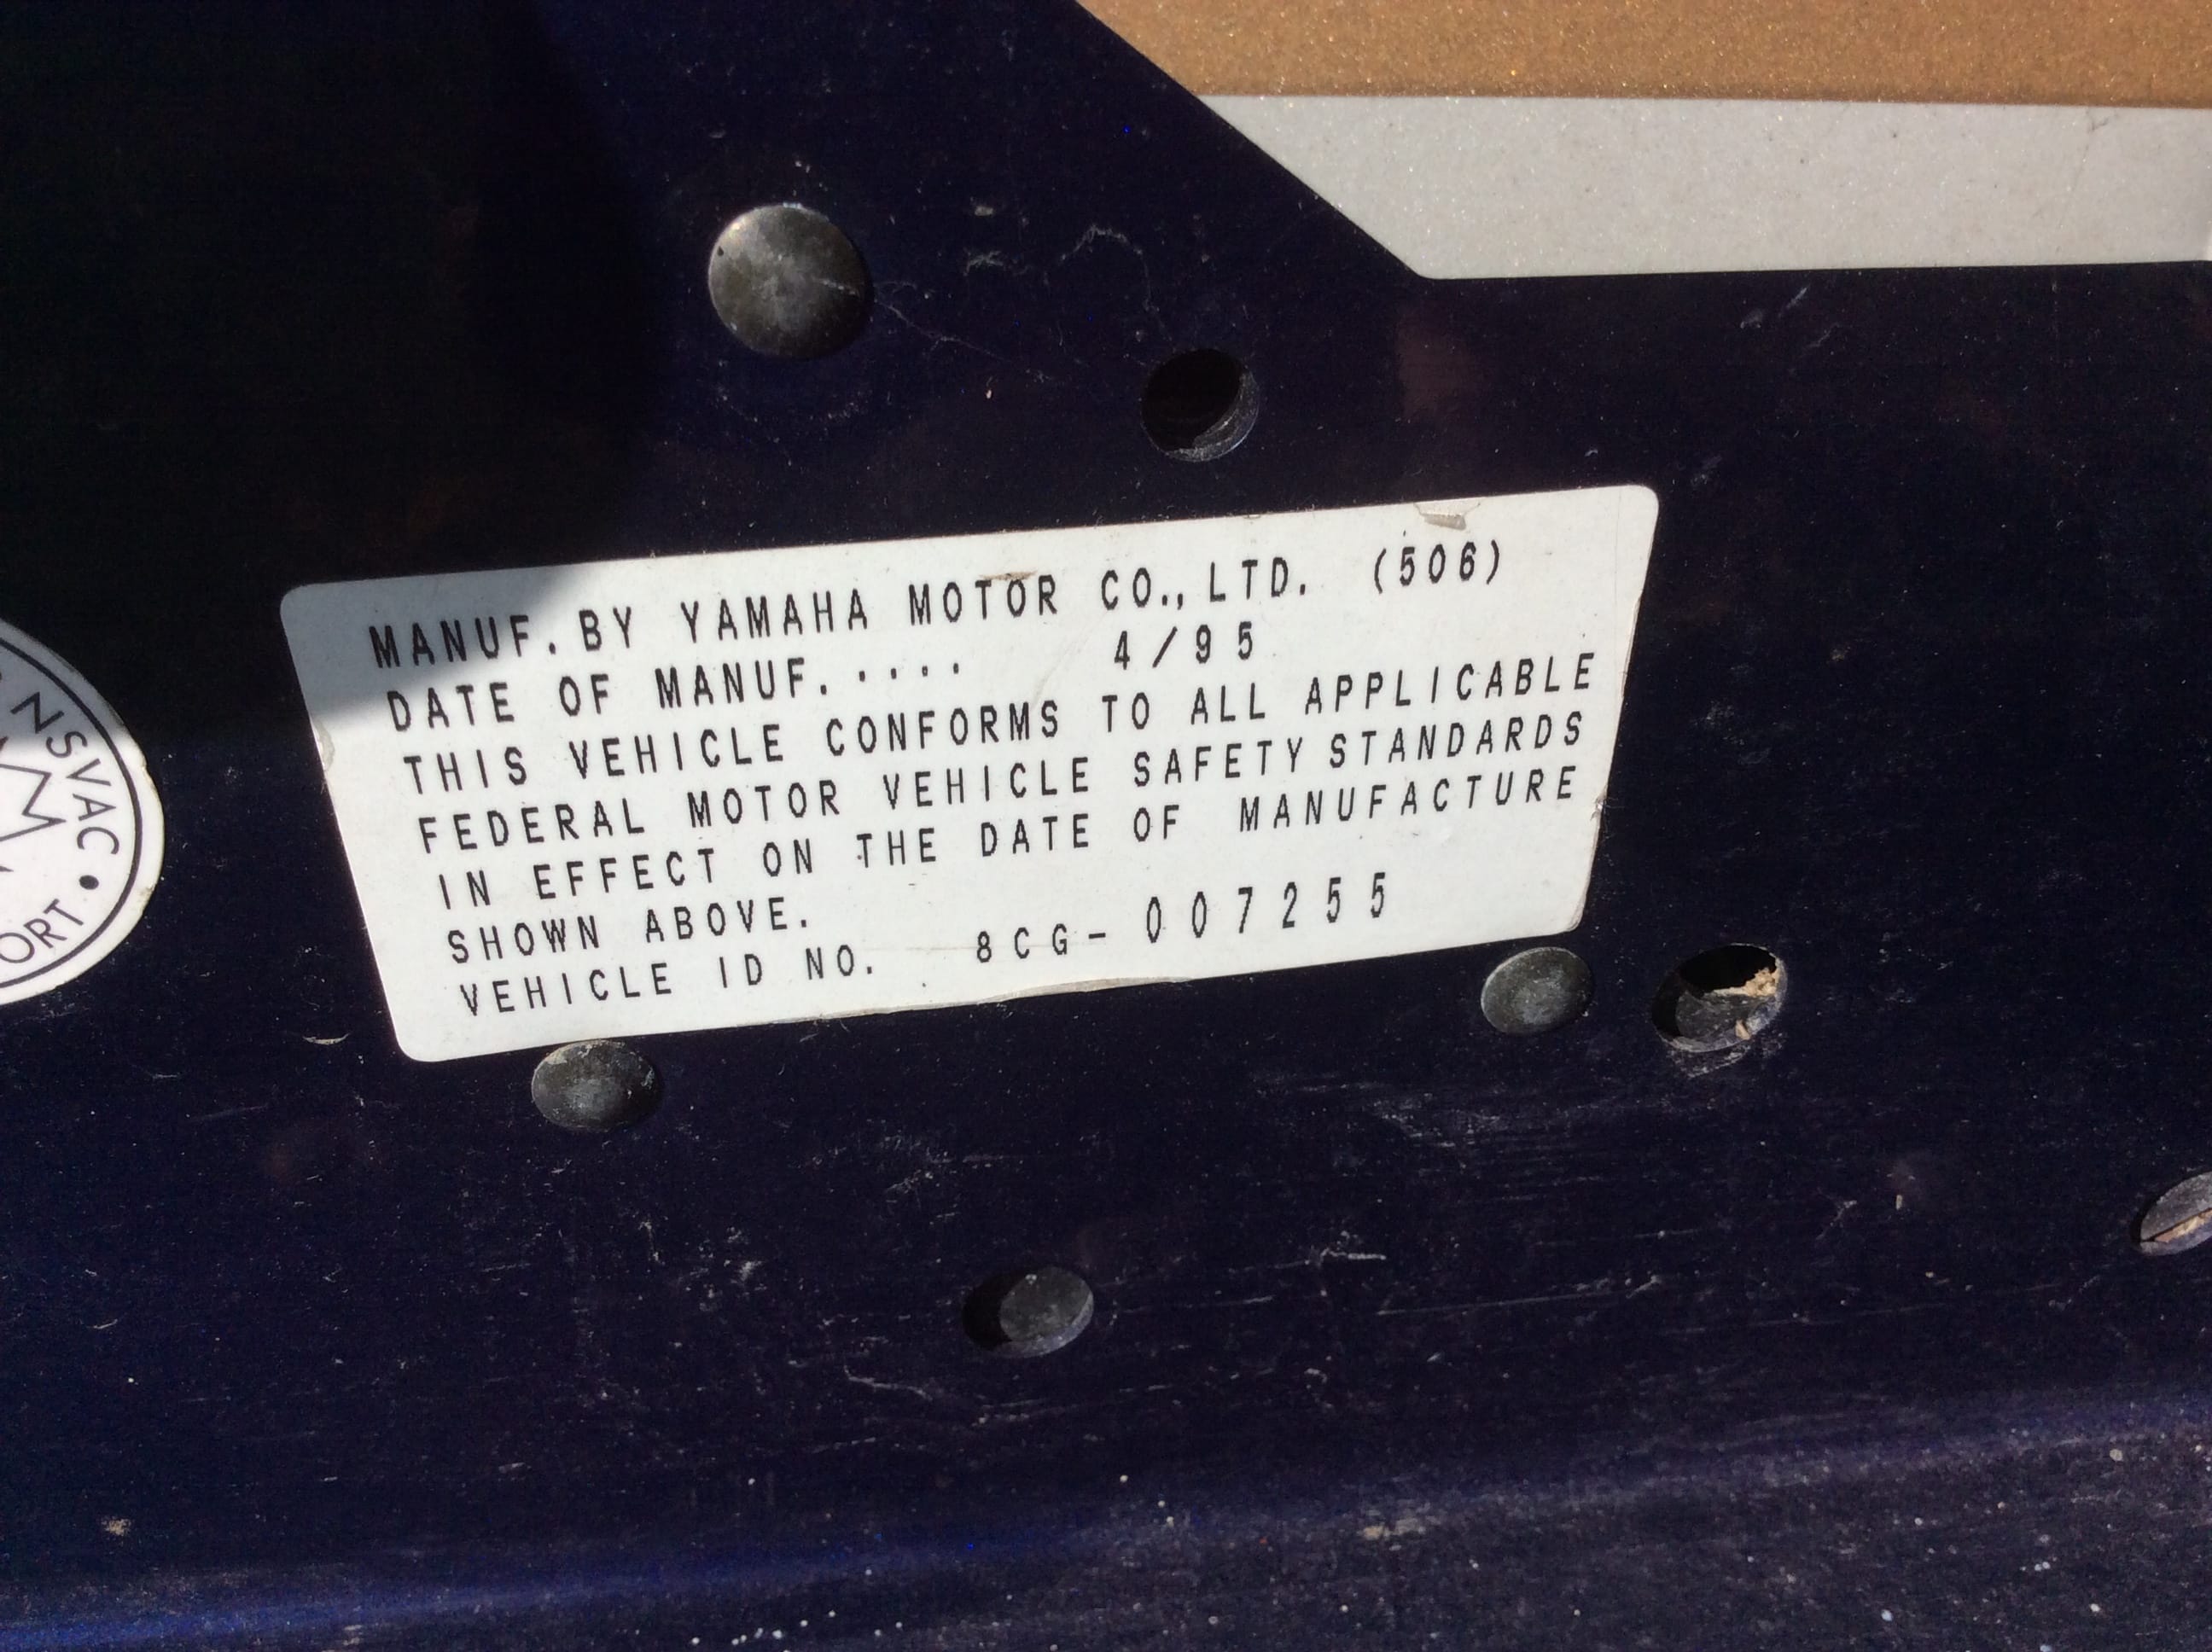 MANUF. BY YAMAHA MOTOR CO., LTD. (506)
DATE OF MANUF. .... 4/95
THIS VEHICLE CONFORMS TO ALL APPLICABLE
FEDERAL MOTOR VEHICLE SAFETY STANDARDS
IN EFFECT ON THE DATE OF MANUFACTURE
SHOWN ABOVE.
VEHICLE ID NO. 8CG-007255